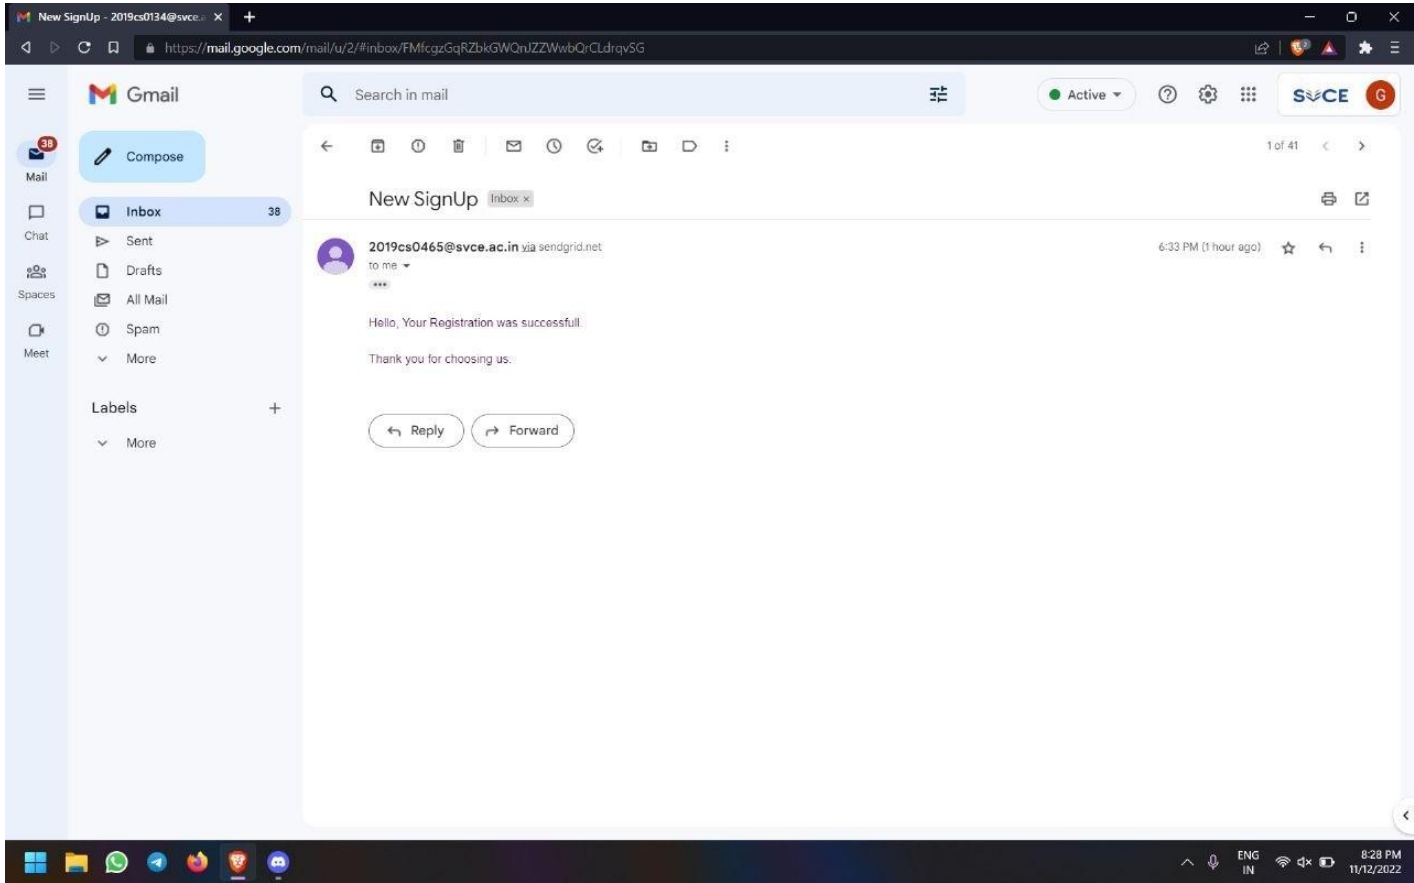 New SignUp - 2019cs0134@svce.a
https://mail.google.com/mail/u/2/#inbox/FMfcgzGqRZbkGWQnJZZWwbQrCLdrqvSG
Gmail
Search in mail
Active
SVCE
G
38
Mail
Compose
1 of 41
New SignUp
Inbox ×
Inbox
38
Chat
Sent
2019cs0465@svce.ac.in via sendgrid.net
6:33 PM (1 hour ago)
to me
Drafts
Spaces
All Mail
Spam
Hello, Your Registration was successfull.
Meet
More
Thank you for choosing us.
Labels
Reply
Forward
More
ENG
IN
8:28 PM
11/12/2022